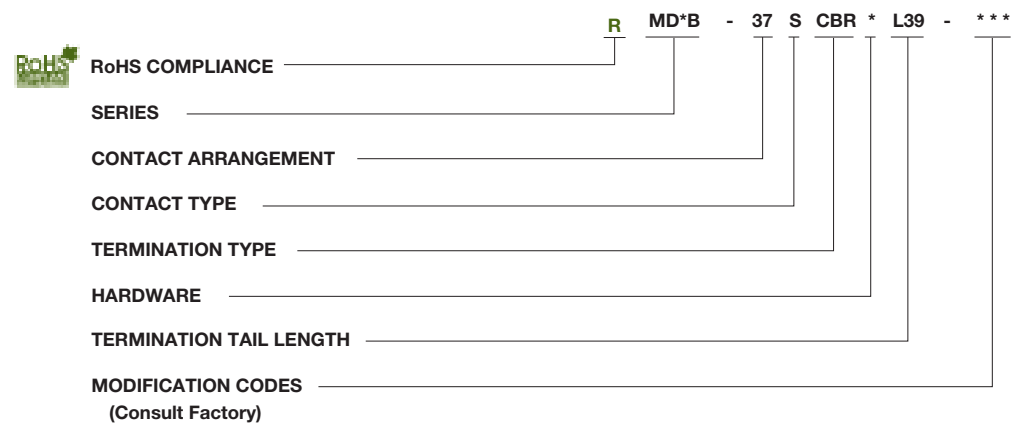 R MD*B - 37 S CBR * L39 - ***
RoHS
RoHS COMPLIANCE
SERIES
CONTACT ARRANGEMENT
CONTACT TYPE
TERMINATION TYPE
HARDWARE
TERMINATION TAIL LENGTH
MODIFICATION CODES
(Consult Factory)